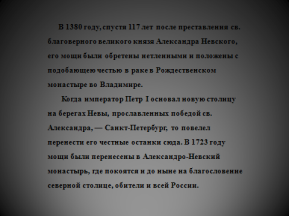 В 1380 году, спустя 117 лет после преставления св.
благоверного великого князя Александра Невского,
его мощи были обретены нетленными и положены с
подобающею честью в раке в Рождественском
монастыре во Владимире.
Когда император Петр I основал новую столицу
на берегах Невы, прославленных победой св.
Александра, — Санкт-Петербург, то повелел
перенести его честные останки сюда. В 1723 году
мощи были перенесены в Александро-Невский
монастырь, где покоятся и до ныне на благословение
северной столице, обители и всей России.